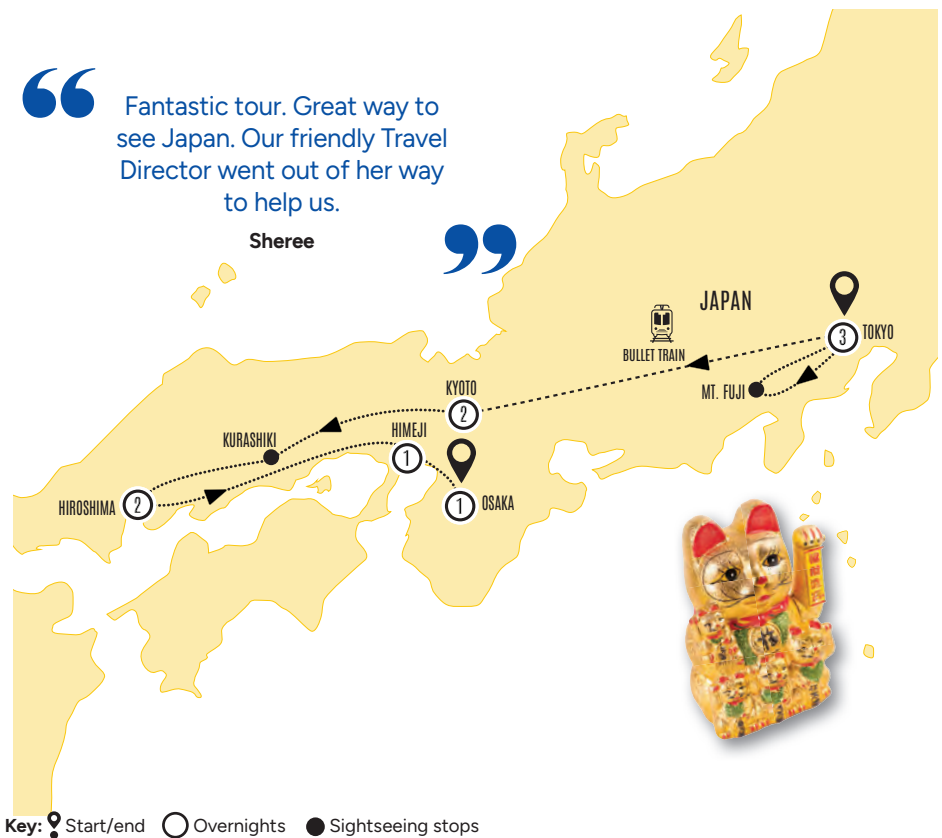 “
Fantastic tour. Great way to
see Japan. Our friendly Travel
Director went out of her way
to help us.
Sheree
”
JAPAN
3
TOKYO
BULLET TRAIN
MT. FUJI
KYOTO
2
HIMEJI
1
KURASHIKI
HIROSHIMA
2
1
OSAKA
Key: Start/end Overnights Sightseeing stops